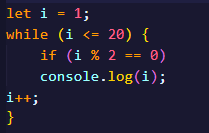 let i = 1;
while (i <= 20) {
    if (i % 2 == 0)
    console.log(i);
i++;
}